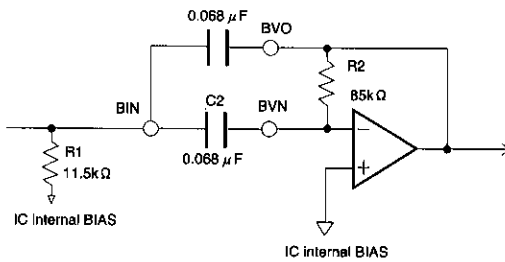 0.068 μF
BVO
R2
85kΩ
BIN
C2
BVN
0.068 μF
R1
11.5kΩ
IC Internal BIAS
−
+
IC internal BIAS